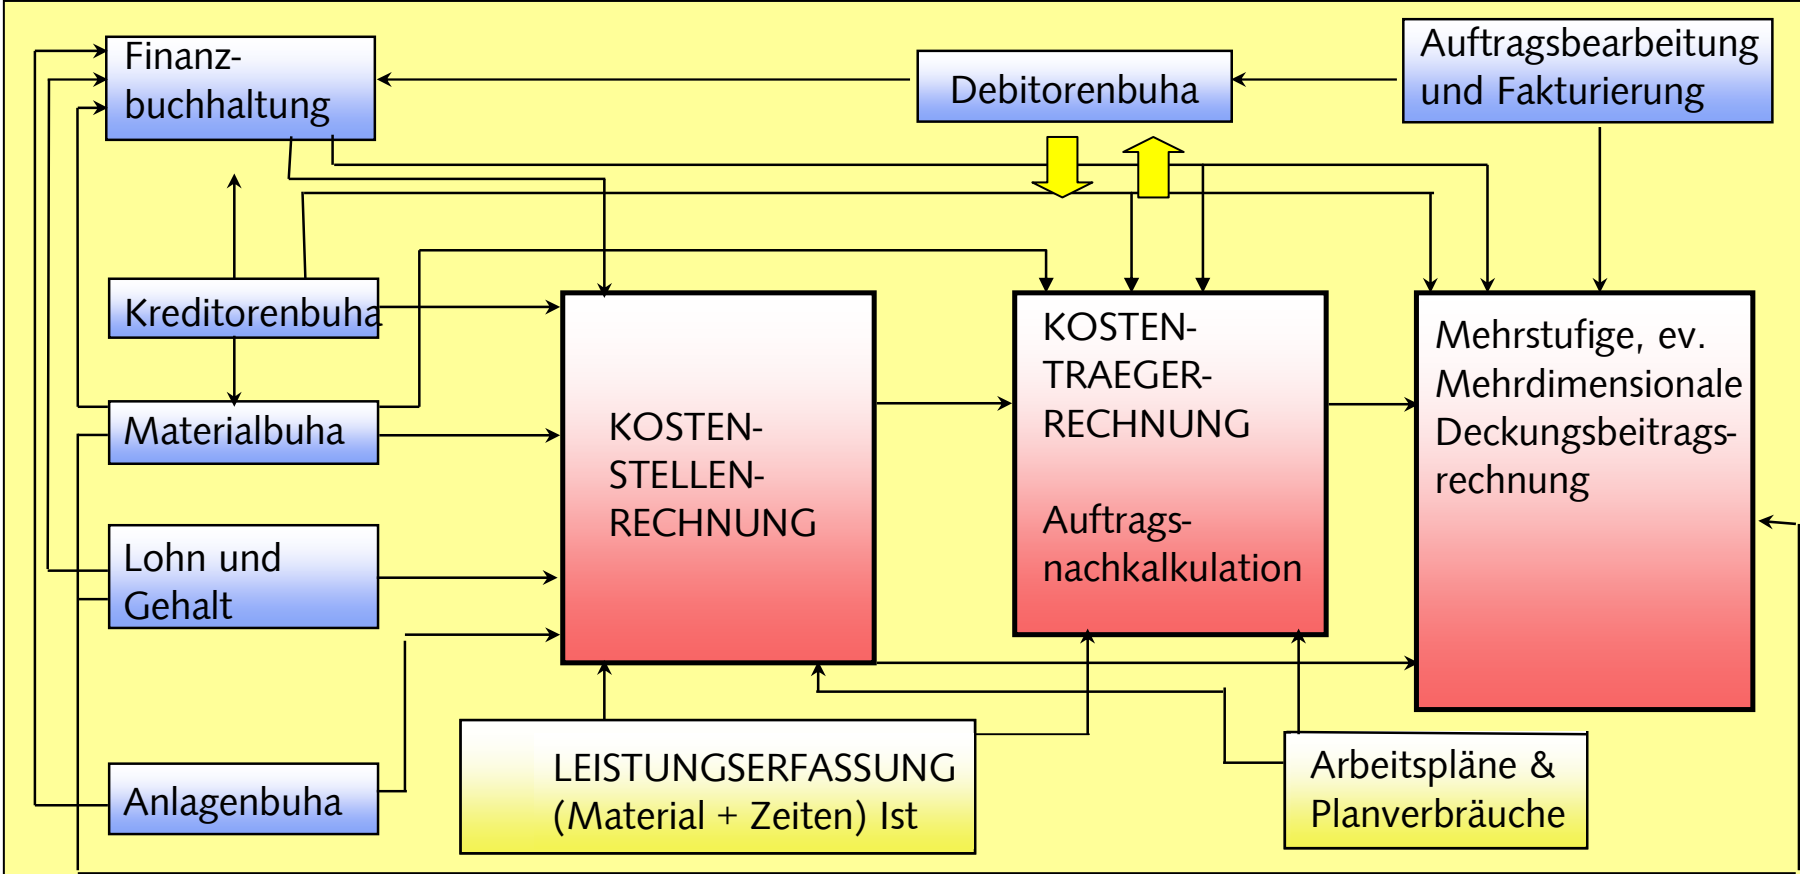 Finanz-
buchhaltung
Debitorenbuha
Auftragsbearbeitung
und Fakturierung
Kreditorenbuha
Materialbuha
Lohn und
Gehalt
Anlagenbuha
KOSTEN-
STELLEN-
RECHNUNG
KOSTEN-
TRAEGER-
RECHNUNG
Auftrags-
nachkalkulation
Mehrstufige, ev.
Mehrdimensionale
Deckungsbeitrags-
rechnung
LEISTUNGSERFASSUNG
(Material + Zeiten) Ist
Arbeitspläne &
Planverbräuche